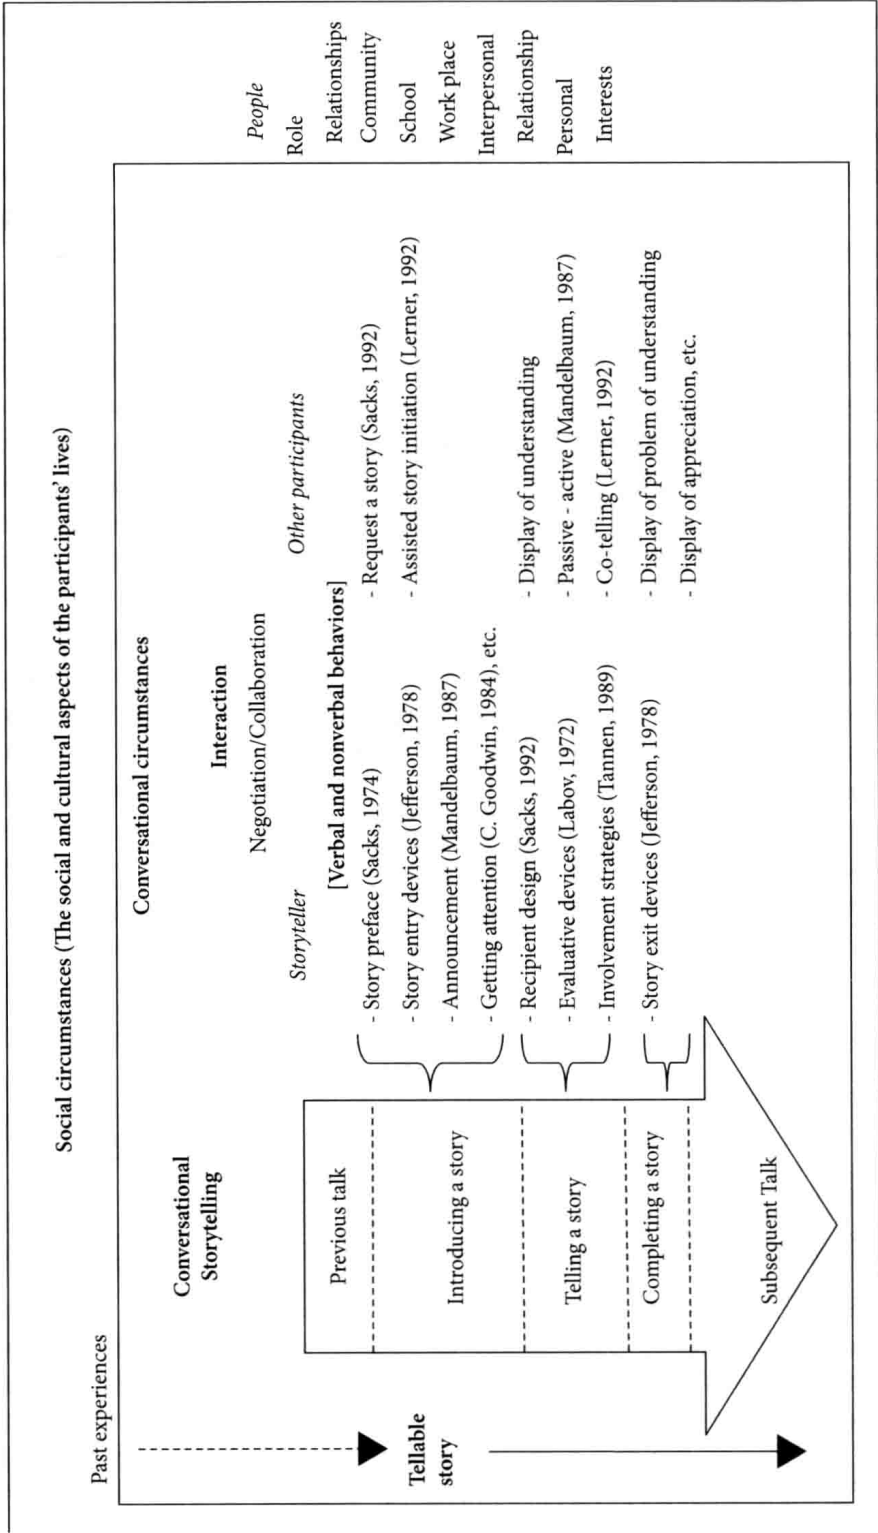 Social circumstances (The social and cultural aspects of the participants' lives)
Past experiences
Conversational circumstances
Conversational
Storytelling
Interaction
Negotiation/Collaboration
People
Storyteller
Other participants
Role
[Verbal and nonverbal behaviors]
Relationships
Previous talk
- Story preface (Sacks, 1974)
- Request a story (Sacks, 1992)
Community
Tellable
story
- Story entry devices (Jefferson, 1978)
- Assisted story initiation (Lerner, 1992)
School
Introducing a story
- Announcement (Mandelbaum, 1987)
Work place
- Getting attention (C. Goodwin, 1984), etc.
Interpersonal
- Recipient design (Sacks, 1992)
- Display of understanding
Relationship
Telling a story
- Evaluative devices (Labov, 1972)
- Passive - active (Mandelbaum, 1987)
Personal
- Involvement strategies (Tannen, 1989)
- Co-telling (Lerner, 1992)
Interests
Completing a story
- Story exit devices (Jefferson, 1978)
- Display of problem of understanding
- Display of appreciation, etc.
Subsequent Talk